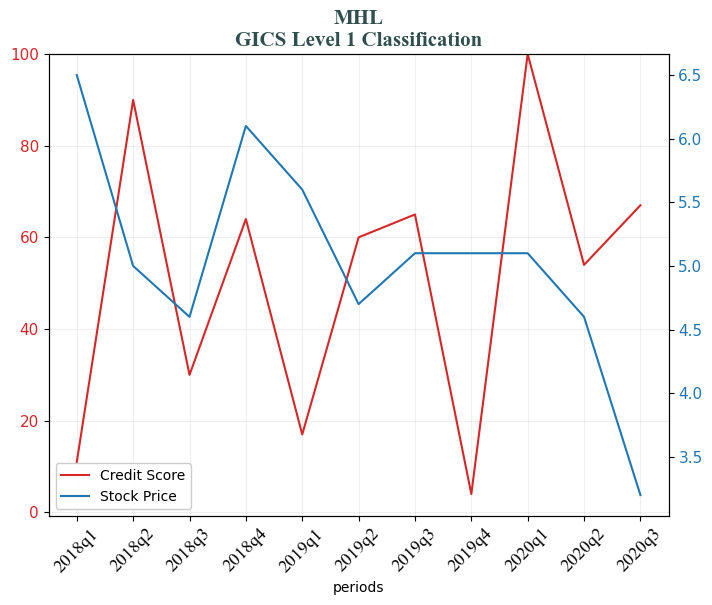 MHL
GICS Level 1 Classification
100
80
60
40
20
0
6.5
6.0
5.5
5.0
4.5
4.0
3.5
Credit Score
Stock Price
2018q1
2018q2
2018q3
2018q4
2019q1
2019q2
2019q3
2019q4
2020q1
2020q2
2020q3
periods